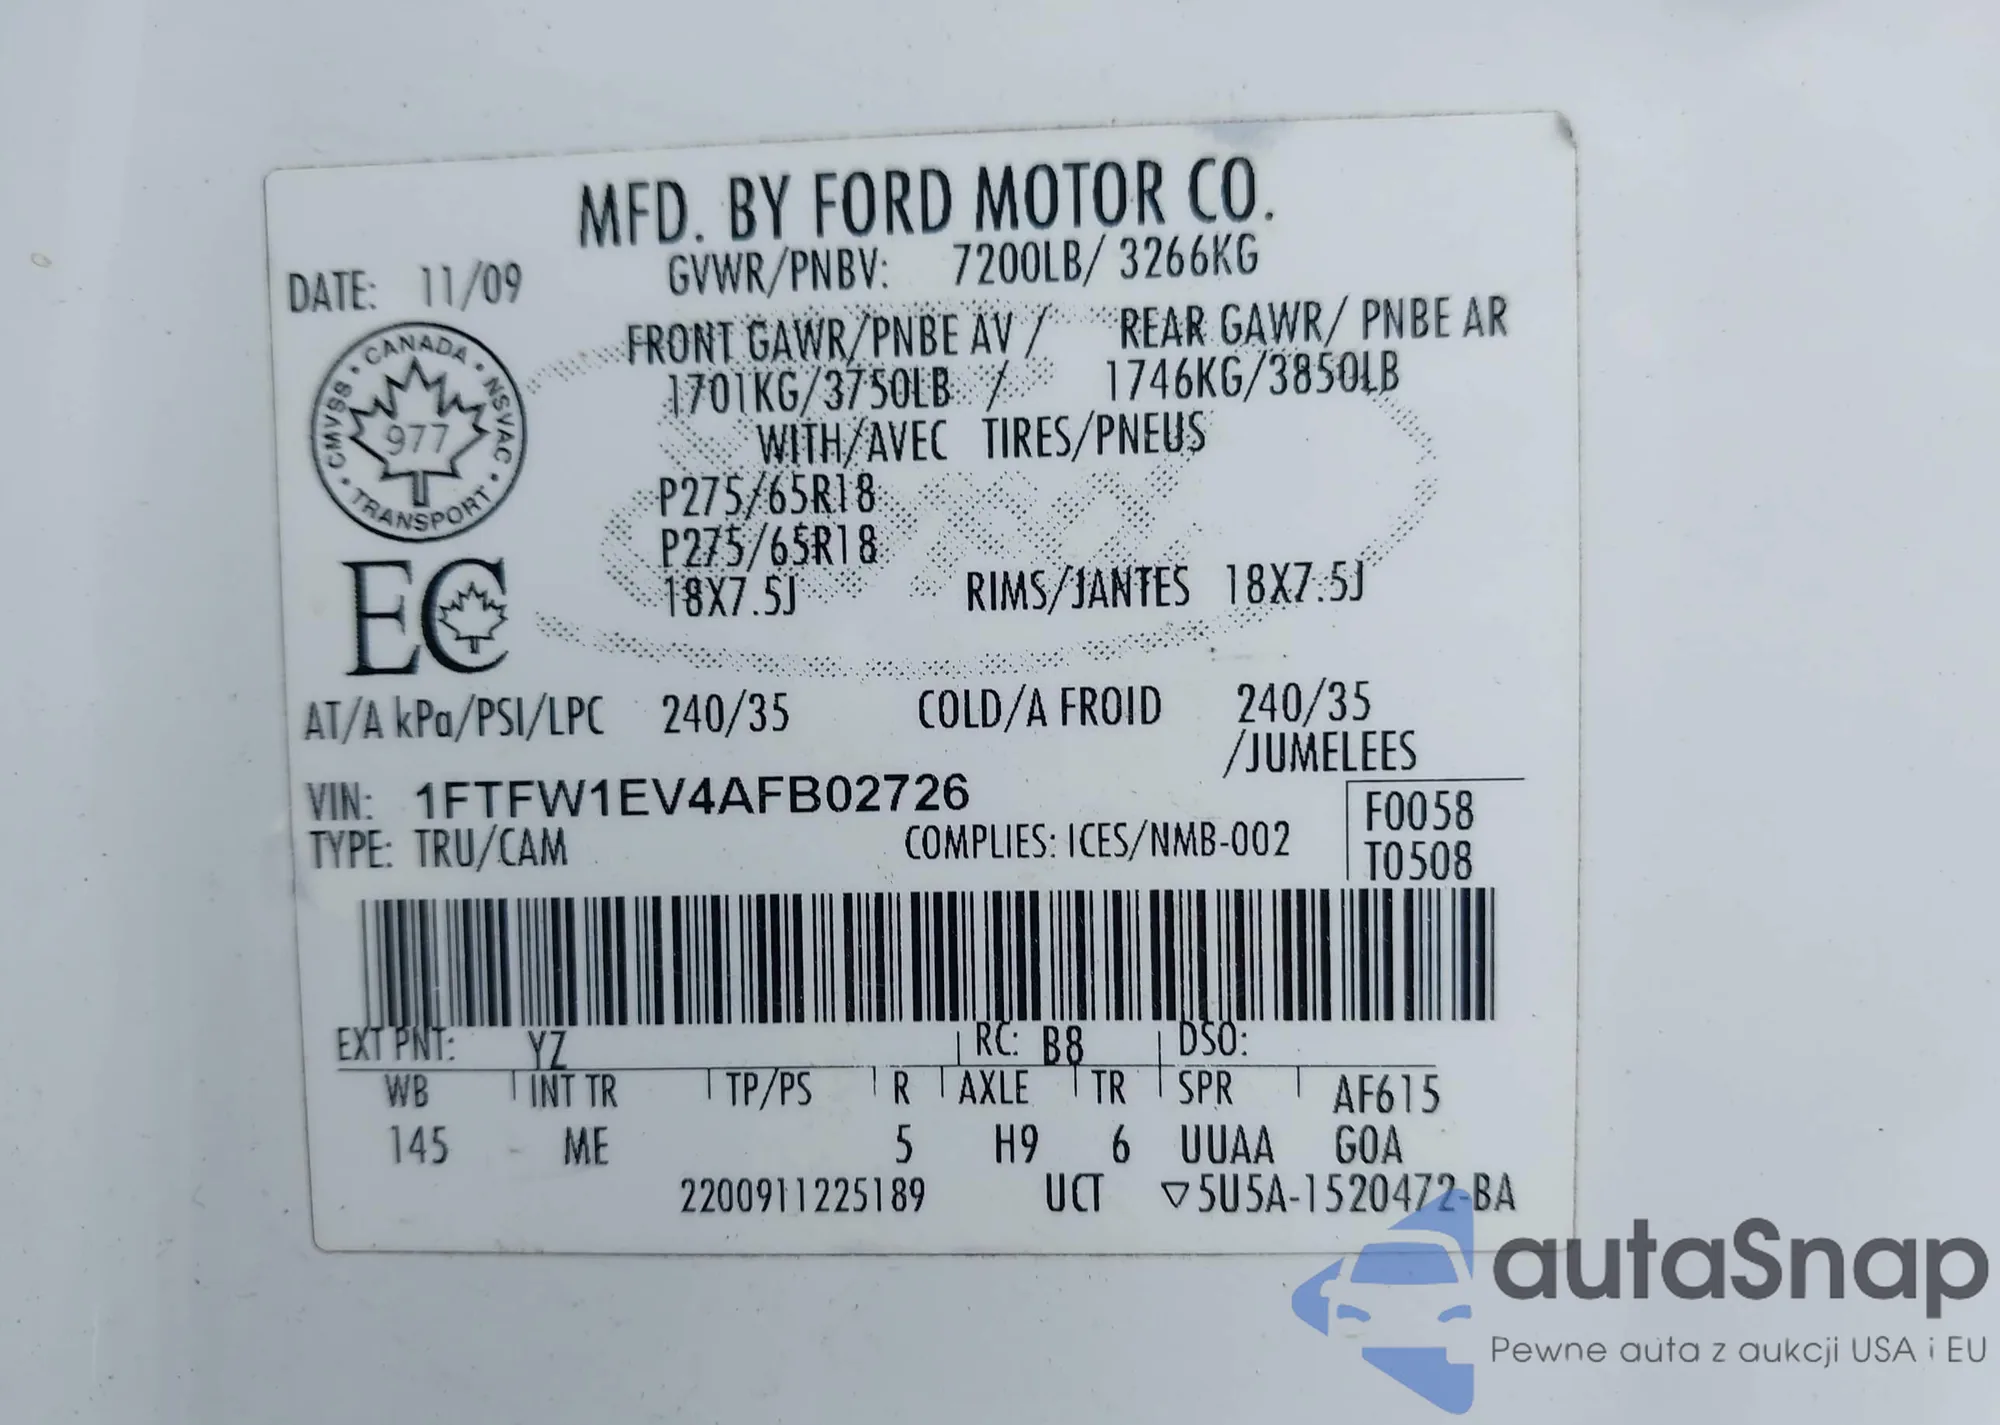 MFD. BY FORD MOTOR CO.
DATE: 11/09 GVWR/PNBV: 7200LB/ 3266KG
FRONT GAWR/PNBE AV / REAR GAWR/ PNBE AR
1701KG/3750LB / 1746KG/3850LB
WITH/AVEC TIRES/PNEUS
P275/65R18
P275/65R18
18X7.5J RIMS/JANTES 18X7.5J
CMVSS • CANADA • NSVAC • TRANSPORT •
977
EC
AT/A kPa/PSI/LPC 240/35 COLD/A FROID 240/35
/JUMELEES
VIN: 1FTFW1EV4AFB02726
TYPE: TRU/CAM COMPLIES: ICES/NMB-002
F0058
T0508
EXT PNT: YZ RC: B8 DSO:
WB INT TR TP/PS R AXLE TR SPR AF615
145 - ME 5 H9 6 UUAA GOA
2200911225189 UCT ▽5U5A-1520472-BA
autaSnap
Pewne auta z aukcji USA i EU